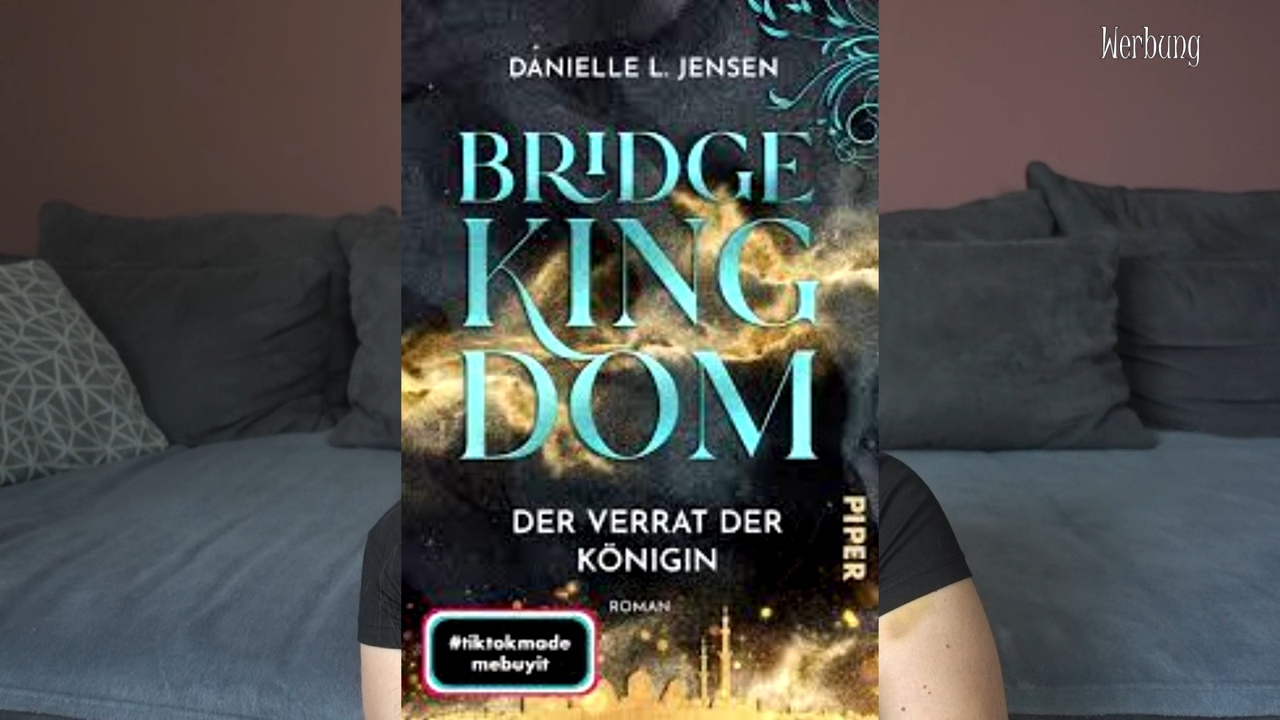 Werbung
DANIELLE L. JENSEN
BRIDGE
KING
DOM
DER VERRAT DER
KÖNIGIN
PIPER
ROMAN
#tiktokmade
mebuyit